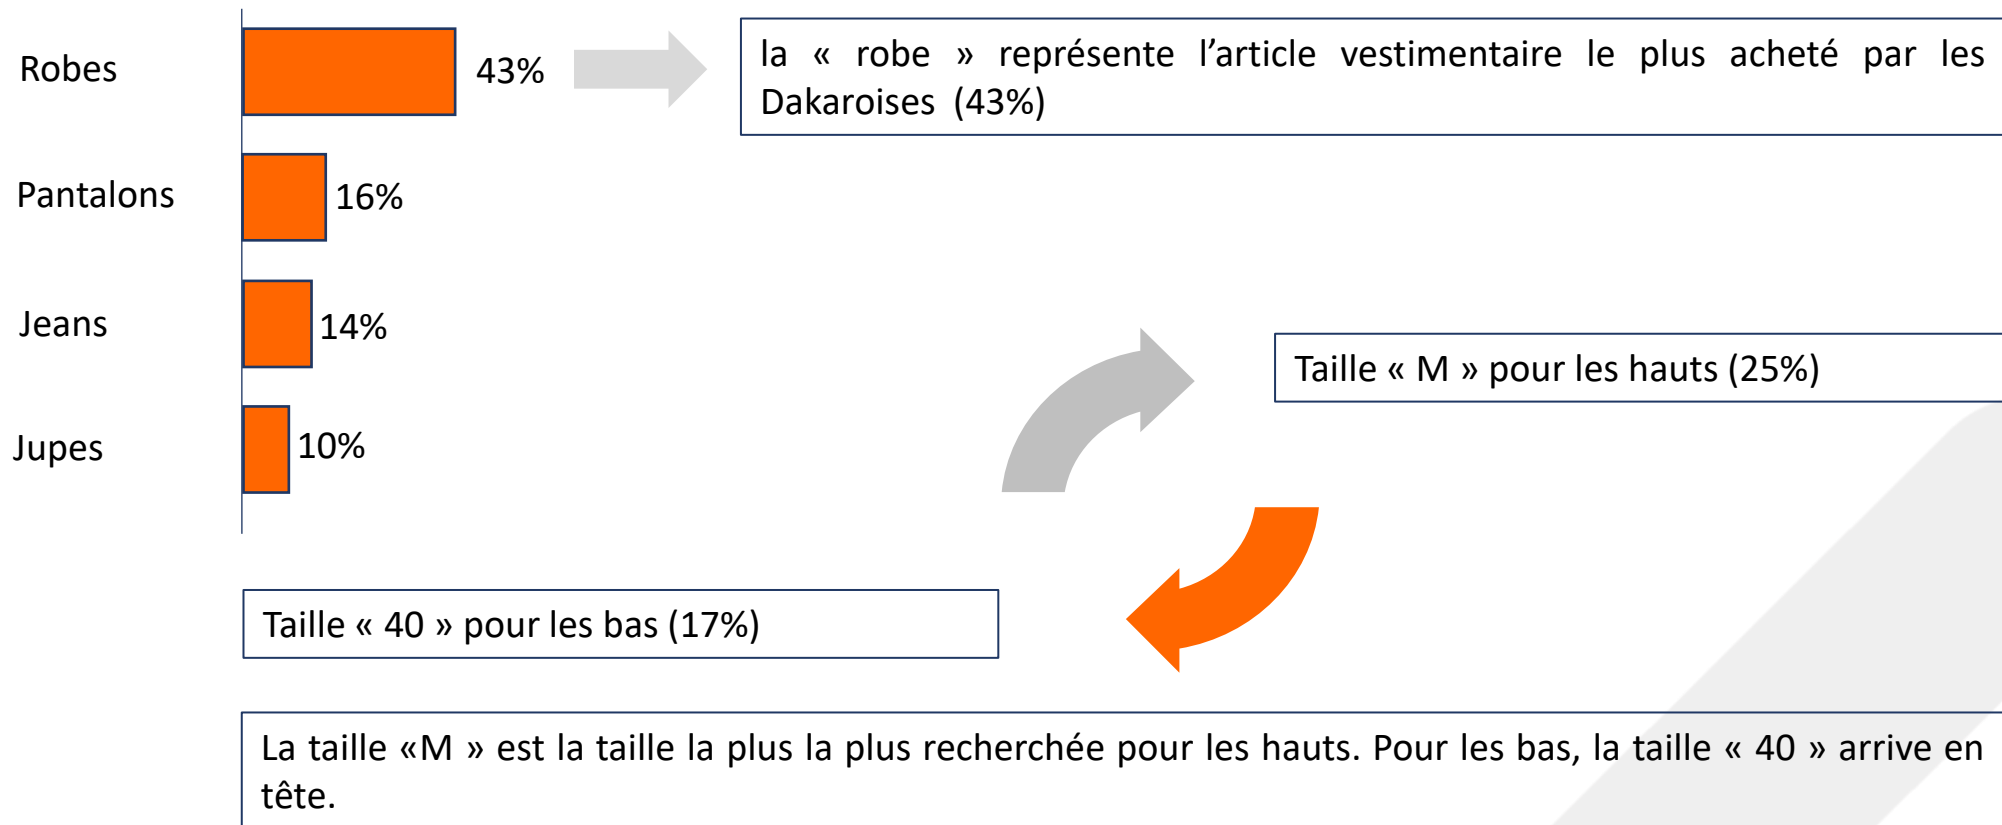 Robes
43%
la « robe » représente l’article vestimentaire le plus acheté par les
Dakaroises (43%)
Pantalons
16%
Jeans
14%
Taille « M » pour les hauts (25%)
Jupes
10%
Taille « 40 » pour les bas (17%)
La taille «M » est la taille la plus la plus recherchée pour les hauts. Pour les bas, la taille « 40 » arrive en
tête.